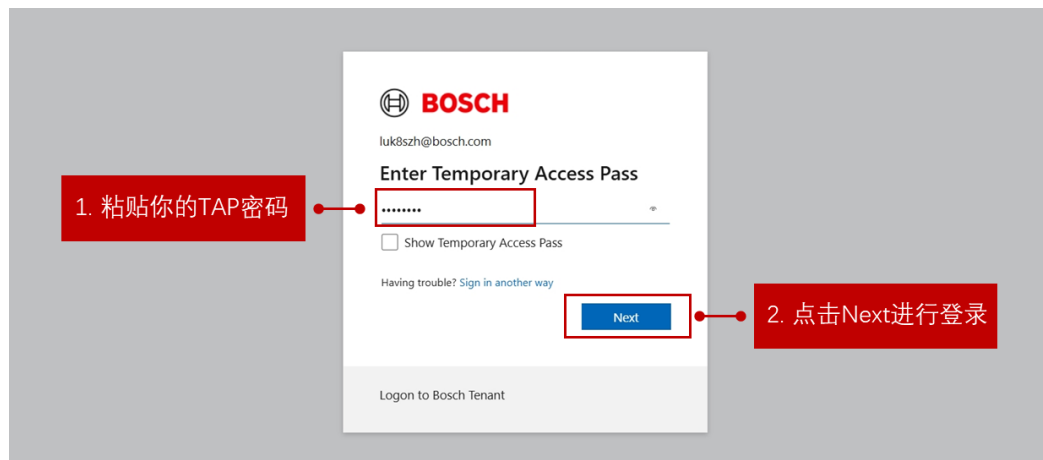 BOSCH
luk8szh@bosch.com
Enter Temporary Access Pass
1. 粘贴你的TAP密码
••••••••
Show Temporary Access Pass
Having trouble? Sign in another way
Next
2. 点击Next进行登录
Logon to Bosch Tenant